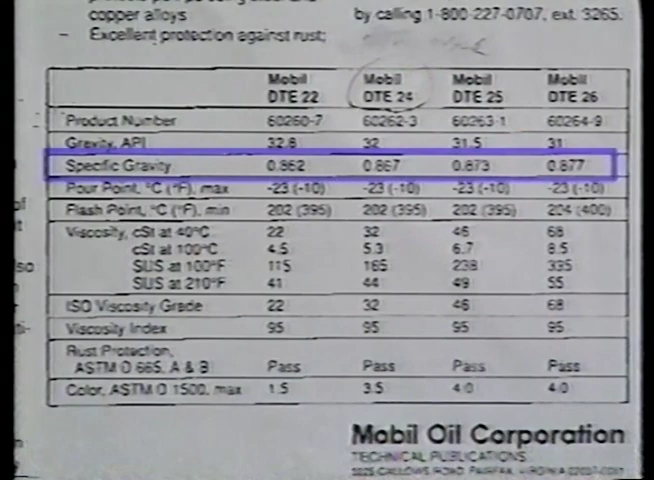 copper alloys
by calling 1-800-227-0707, ext. 3265.
– Excellent protection against rust;
Mobil DTE 22 Mobil DTE 24 Mobil DTE 25 Mobil DTE 26
Product Number 60260-7 60262-3 60263-1 60264-9
Gravity, API 32.6 32 31.5 31
Specific Gravity 0.862 0.867 0.873 0.877
Pour Point, °C (°F), max -23 (-10) -23 (-10) -23 (-10) -23 (-10)
Flash Point, °C (°F), min 202 (395) 202 (395) 202 (395) 204 (400)
Viscosity, cSt at 40°C 22 32 46 68
cSt at 100°C 4.5 5.3 6.7 8.5
SUS at 100°F 115 165 238 335
SUS at 210°F 41 44 49 55
ISO Viscosity Grade 22 32 46 68
Viscosity Index 95 95 95 95
Rust Protection,
ASTM D 665, A & B Pass Pass Pass Pass
Color, ASTM D 1500, max 1.5 3.5 4.0 4.0
Mobil Oil Corporation
TECHNICAL PUBLICATIONS
3225 GALLOWS ROAD, FAIRFAX, VIRGINIA